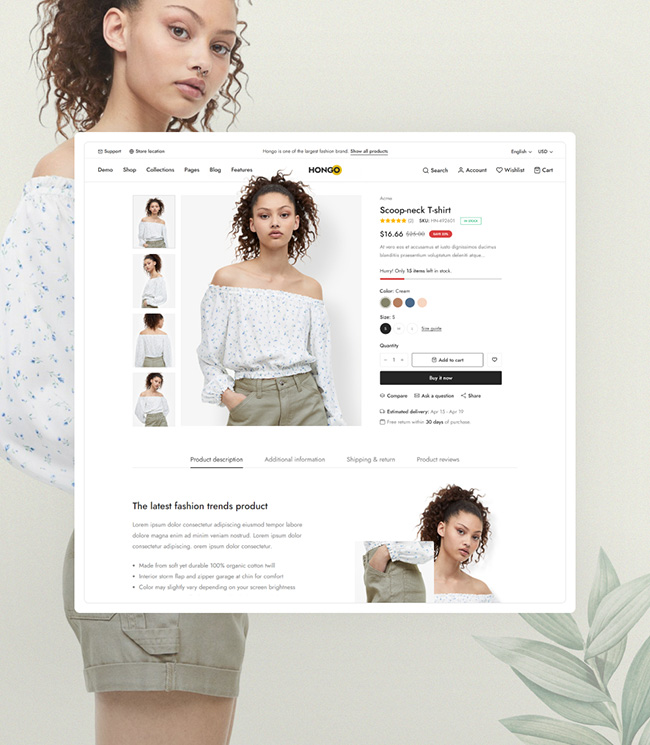 Support Store location
Hongo is one of the largest fashion brand. Show all products
English USD
Demo Shop Collections Pages Blog Features
HONGO
Search Account Wishlist Cart
Acme
Scoop-neck T-shirt
SKU: HN-492601 IN STOCK
$16.66 $25.00
At vero eos et accusamus et iusto dignissimos ducimus
blanditiis praesentium voluptatum deleniti atque...
Hurry! Only 15 items left in stock.
Color: Cream
Size: S
S M L Size guide
Quantity
- 1 + Add to cart
Buy it now
Compare Ask a question Share
Estimated delivery: Apr 15 - Apr 19
Free return within 30 days of purchase
Product description Additional information Shipping & return Product reviews
The latest fashion trends product
Lorem ipsum dolor consectetur adipiscing eiusmod tempor labore
dolore magna enim ad minim veniam nostrud. Lorem ipsum dolor
consectetur adipiscing. orem ipsum dolor consectetur.
• Made from soft yet durable 100% organic cotton twill
• Interior storm flap and zipper garage at chin for comfort
• Color may slightly vary depending on your screen brightness